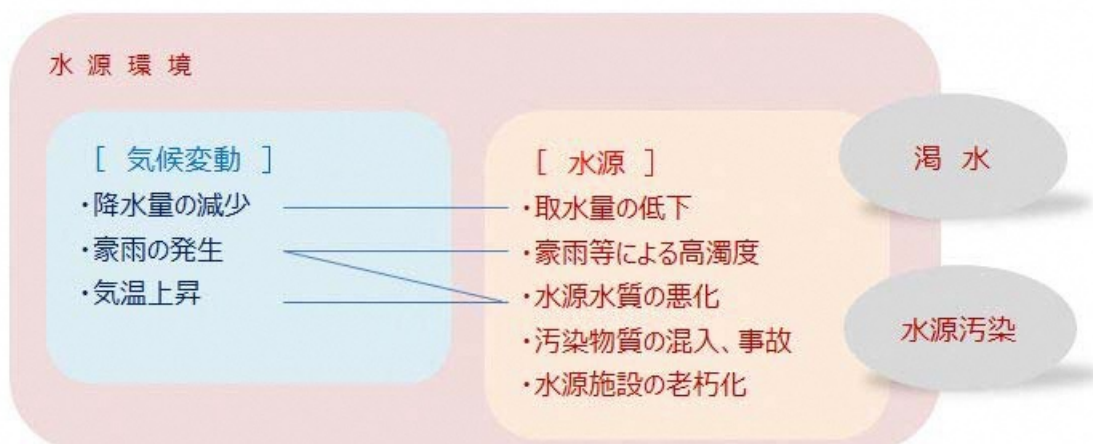 水 源 環 境
[ 気候変動 ]
・降水量の減少
・豪雨の発生
・気温上昇
[ 水源 ]
・取水量の低下
・豪雨等による高濁度
・水源水質の悪化
・汚染物質の混入、事故
・水源施設の老朽化
渇 水
水源汚染